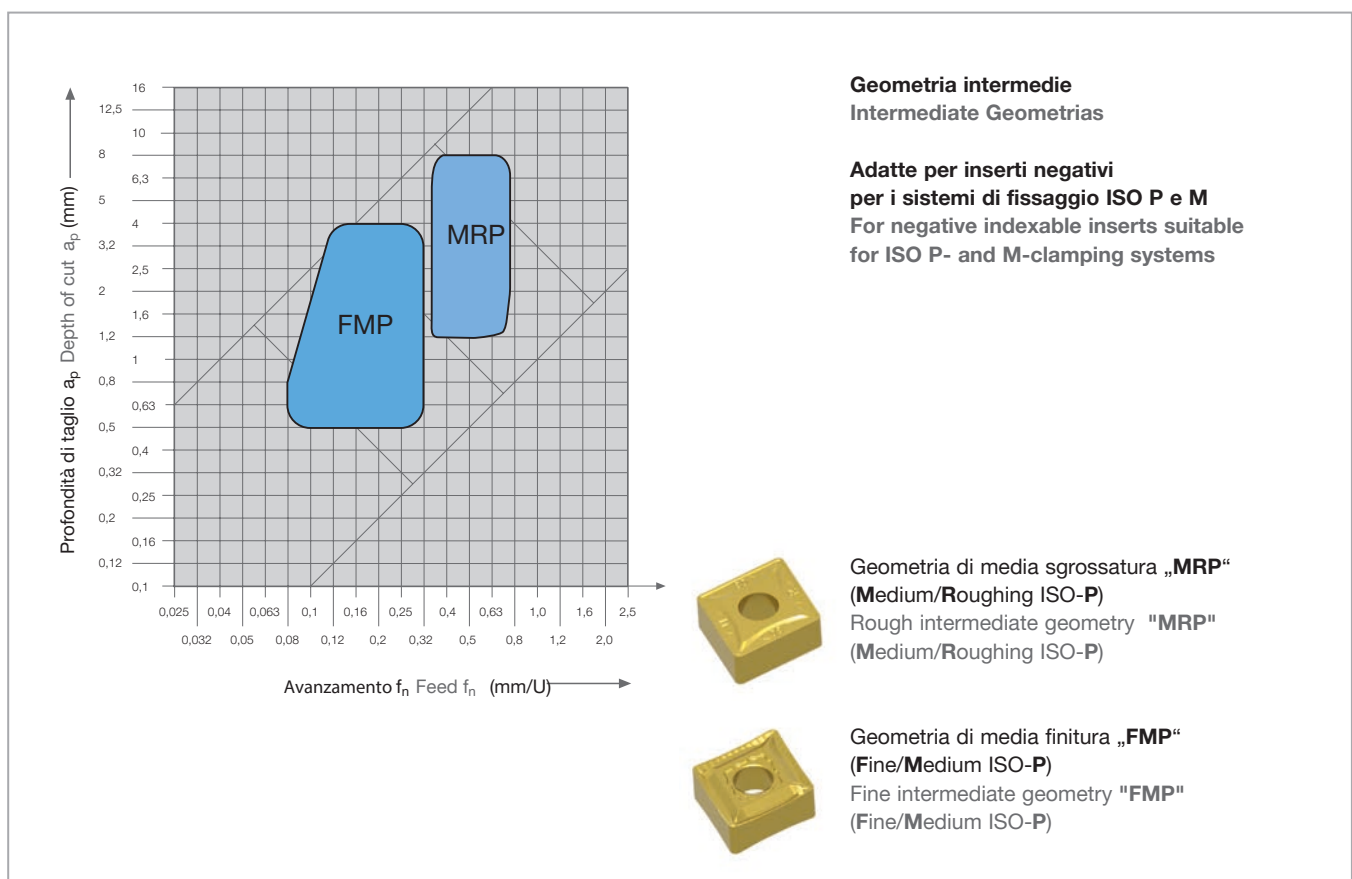 Geometria intermedie
Intermediate Geometrias
Adatte per inserti negativi
per i sistemi di fissaggio ISO P e M
For negative indexable inserts suitable
for ISO P- and M-clamping systems
Profondità di taglio ap Depth of cut ap (mm)
16
12,5
10
8
6,3
5
4
3,2
2,5
2
1,6
1,2
1
0,8
0,63
0,5
0,4
0,32
0,25
0,2
0,16
0,12
0,1
MRP
FMP
0,025 0,04 0,063 0,1 0,16 0,25 0,4 0,63 1,0 1,6 2,5
0,032 0,05 0,08 0,12 0,2 0,32 0,5 0,8 1,2 2,0
Avanzamento fn Feed fn (mm/U)
Geometria di media sgrossatura „MRP“
(Medium/Roughing ISO-P)
Rough intermediate geometry "MRP"
(Medium/Roughing ISO-P)
Geometria di media finitura „FMP“
(Fine/Medium ISO-P)
Fine intermediate geometry "FMP"
(Fine/Medium ISO-P)